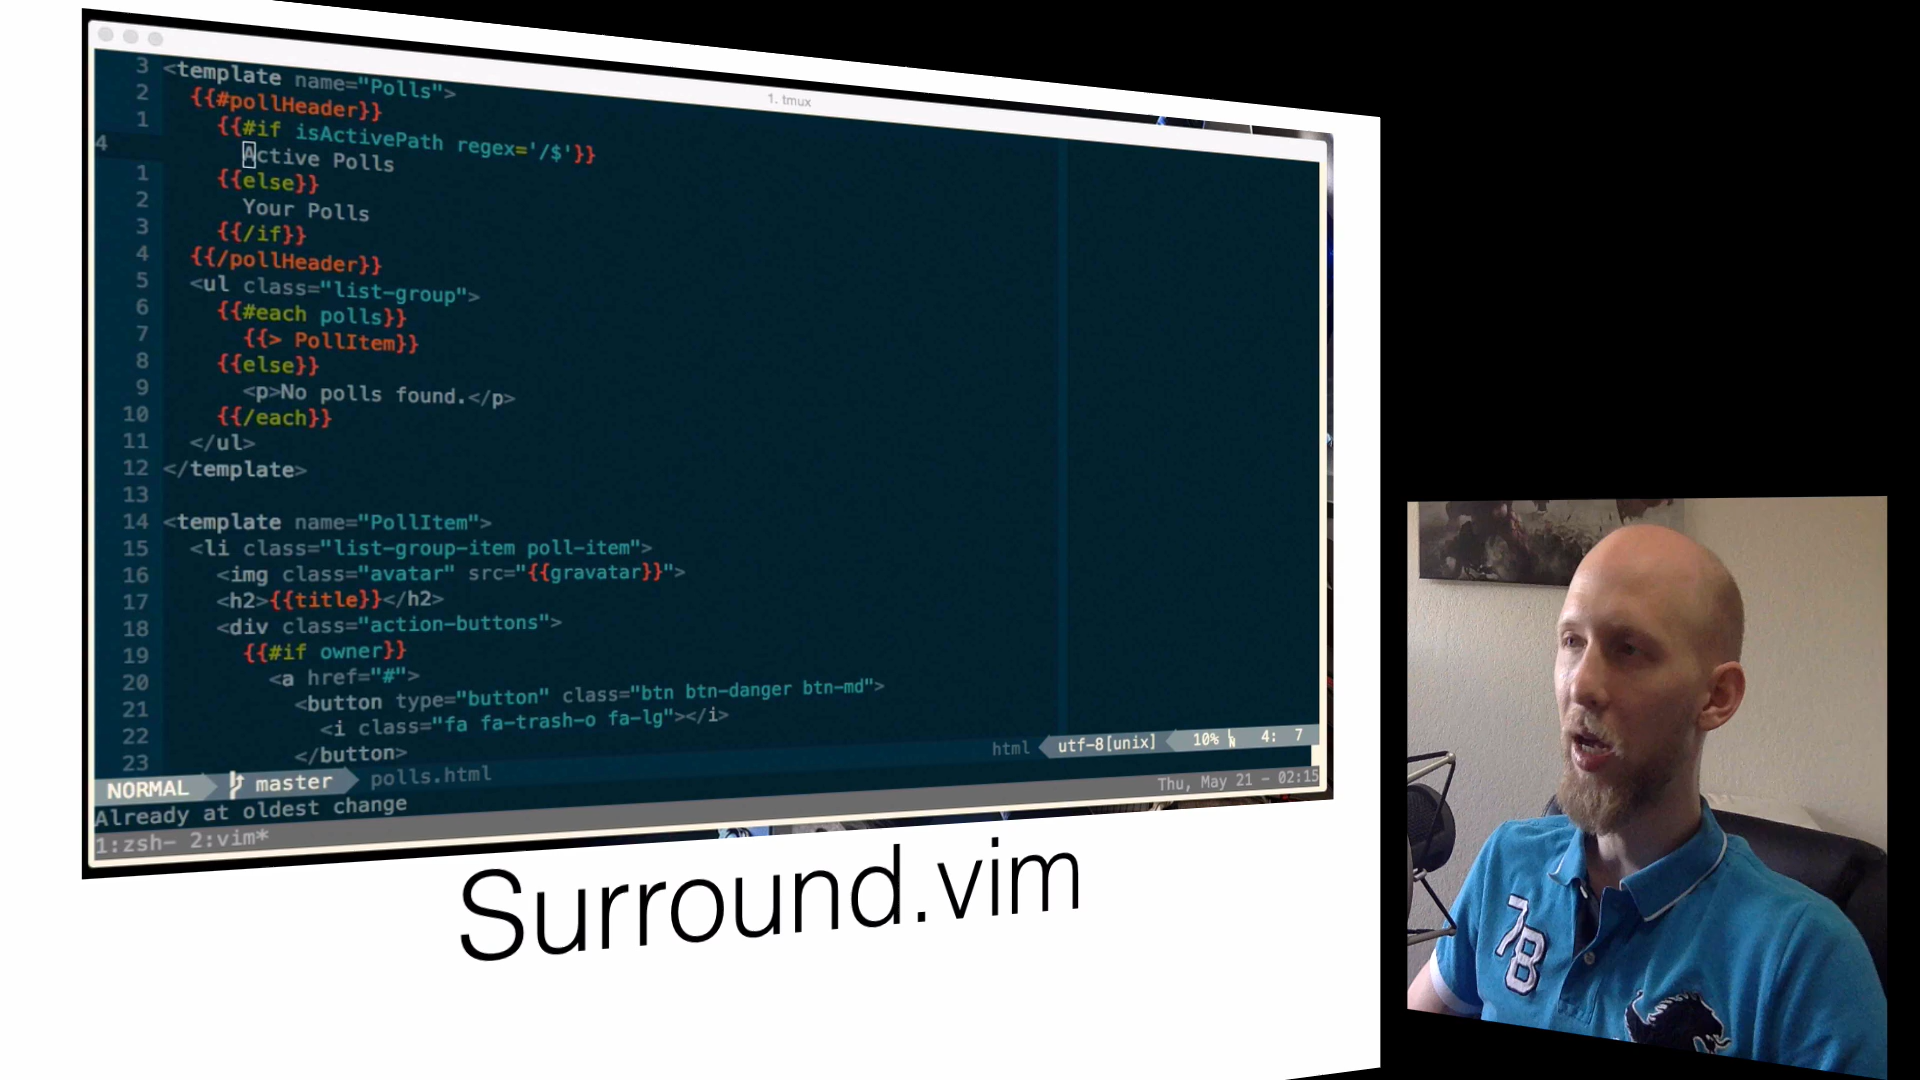 1. tmux
3 <template name="Polls">
2 {{#pollHeader}}
1 {{#if isActivePath regex='/$'}}
4 Active Polls
1 {{else}}
2 Your Polls
3 {{/if}}
4 {{/pollHeader}}
5 <ul class="list-group">
6 {{#each polls}}
7 {{> PollItem}}
8 {{else}}
9 <p>No polls found.</p>
10 {{/each}}
11 </ul>
12 </template>
13
14 <template name="PollItem">
15 <li class="list-group-item poll-item">
16 <img class="avatar" src="{{gravatar}}">
17 <h2>{{title}}</h2>
18 <div class="action-buttons">
19 {{#if owner}}
20 <a href="#">
21 <button type="button" class="btn btn-danger btn-md">
22 <i class="fa fa-trash-o fa-lg"></i>
23 </button>
NORMAL master polls.html html utf-8[unix] 10% LN 4: 7
Already at oldest change
1:zsh- 2:vim* Thu, May 21 - 02:15
Surround.vim
78